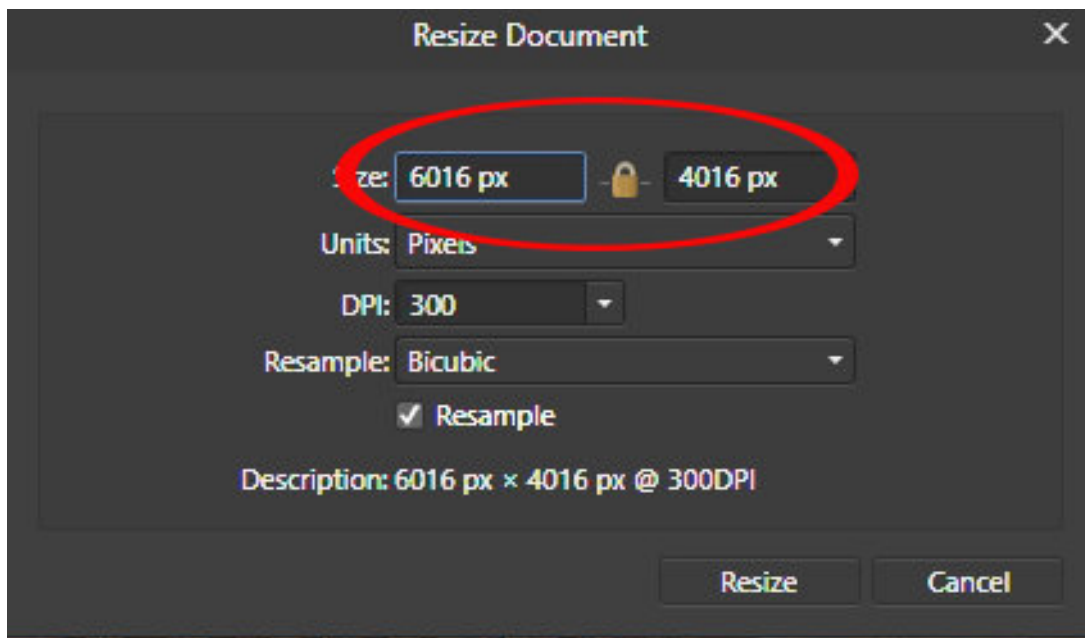 Resize Document
Size: 6016 px 4016 px
Units: Pixels
DPI: 300
Resample: Bicubic
Resample
Description: 6016 px × 4016 px @ 300DPI
Resize Cancel